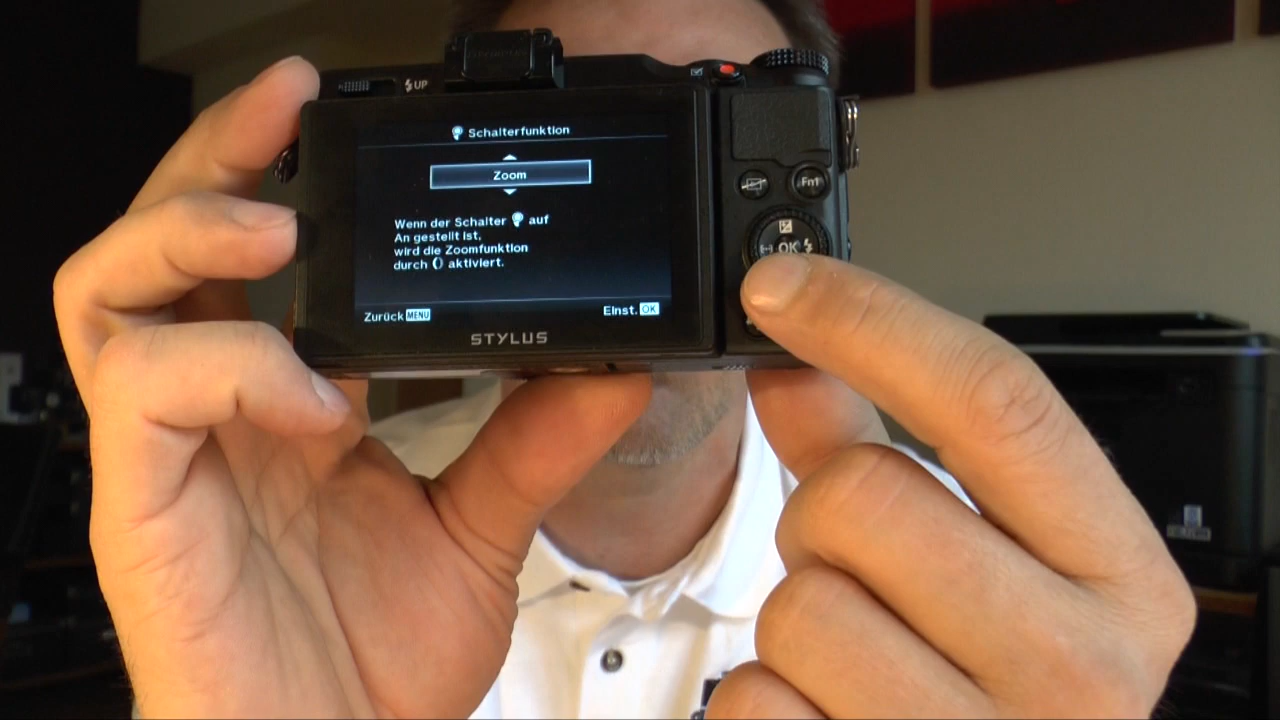 OLYMPUS
UP
Schalterfunktion
Zoom
Wenn der Schalter auf
An gestellt ist,
wird die Zoomfunktion
durch () aktiviert.
Zurück MENU
Einst. OK
STYLUS
Fn1
OK